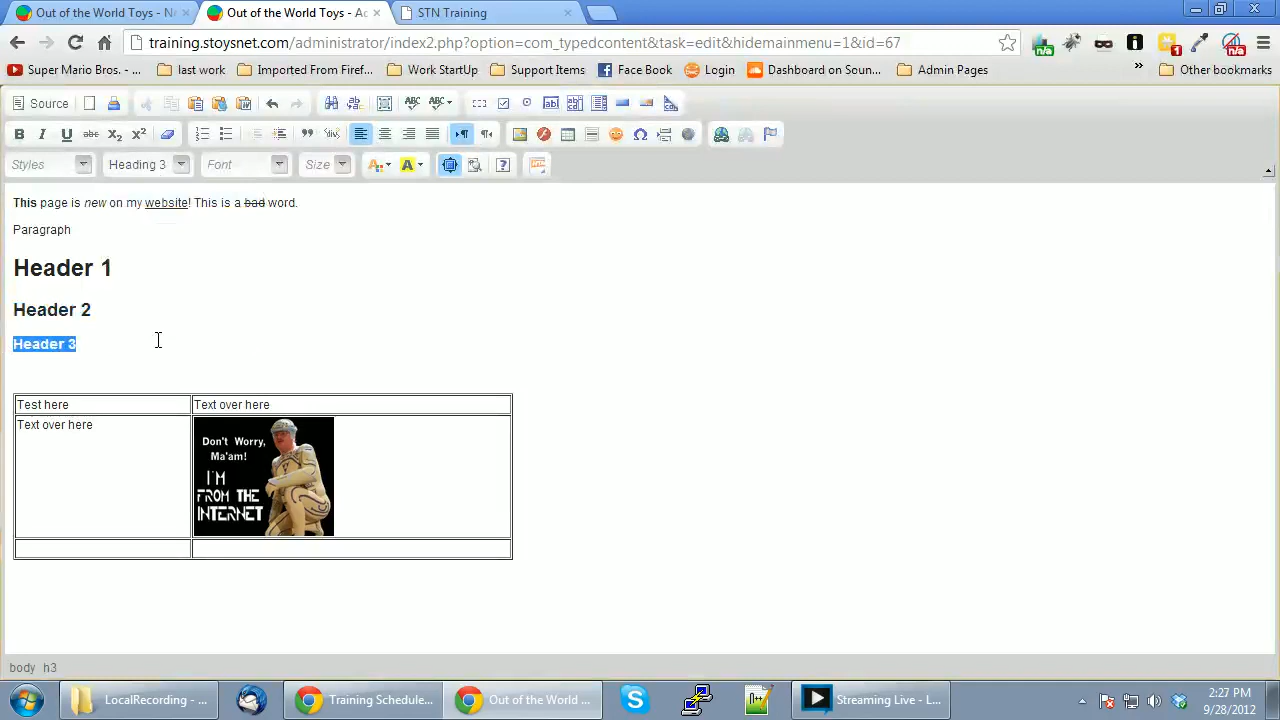 Out of the World Toys - Ne
Out of the World Toys - Ac
STN Training
training.stoysnet.com/administrator/index2.php?option=com_typedcontent&task=edit&hidemainmenu=1&id=67
n/a
1
n/a
Super Mario Bros. - ...
last work
Imported From Firef...
Work StartUp
Support Items
Face Book
Login
Dashboard on Soun...
Admin Pages
»
Other bookmarks
Source
B I U abc X₂ X²
Styles
Heading 3
Font
Size
This page is new on my website! This is a bad word.
Paragraph
Header 1
Header 2
Header 3
Test here
Text over here
Text over here
Don't Worry,
Ma'am!
I'M
FROM THE
INTERNET
body h3
LocalRecording - ...
Training Schedule...
Out of the World ...
Streaming Live - L...
2:27 PM
9/28/2012